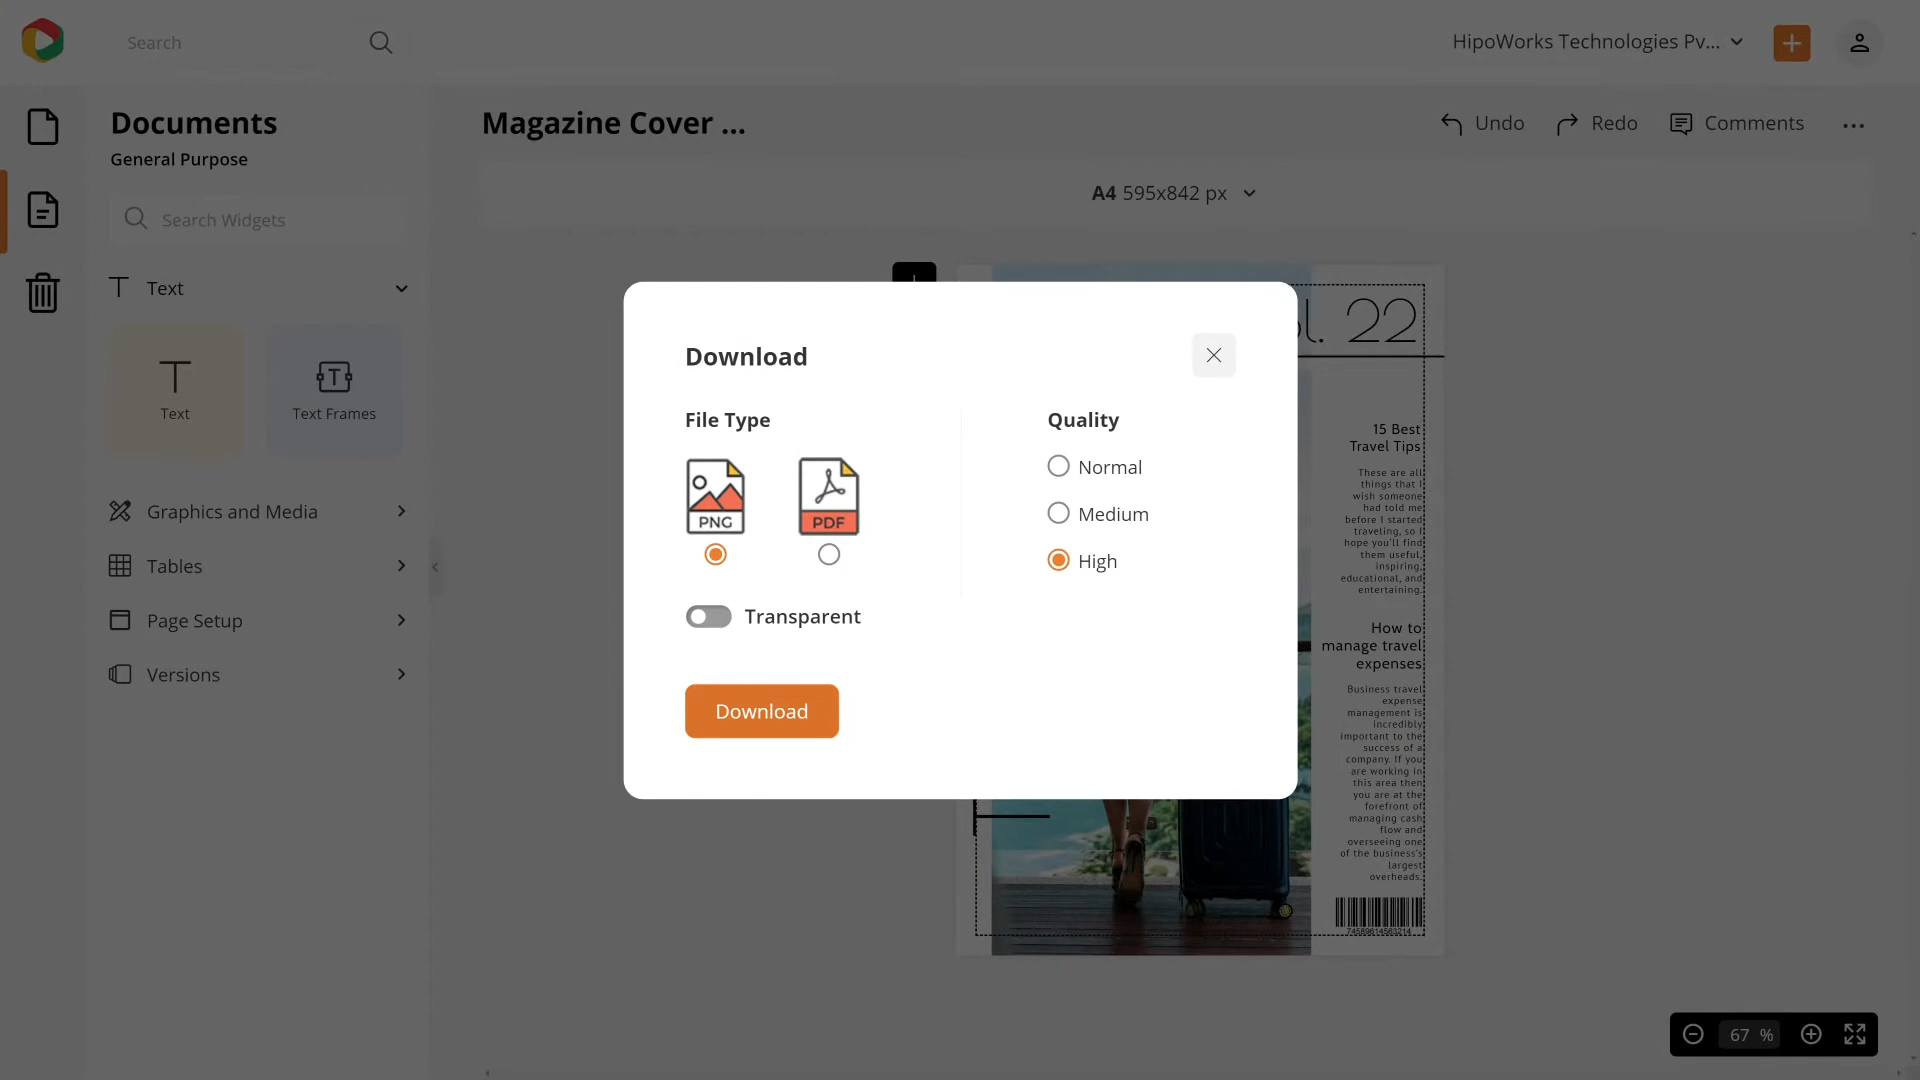 Search
HipoWorks Technologies Pv...
Documents
General Purpose
Magazine Cover ...
Undo
Redo
Comments
...
A4 595x842 px
Search Widgets
Text
Text
Text Frames
Graphics and Media
Tables
Page Setup
Versions
Download
File Type
PNG
PDF
Transparent
Quality
Normal
Medium
High
Download
l. 22
15 Best
Travel Tips
These are all
things that I
wish someone
had told me
before I started
traveling, so I
hope you'll find
them useful,
inspiring,
educational, and
entertaining.
How to
manage travel
expenses
Business travel
expense
management is
incredibly
important to the
success of a
company. If you
are working in
this area then
you are at the
forefront of
managing cash
flow and
overseeing one
of the business's
largest
overheads.
67 %